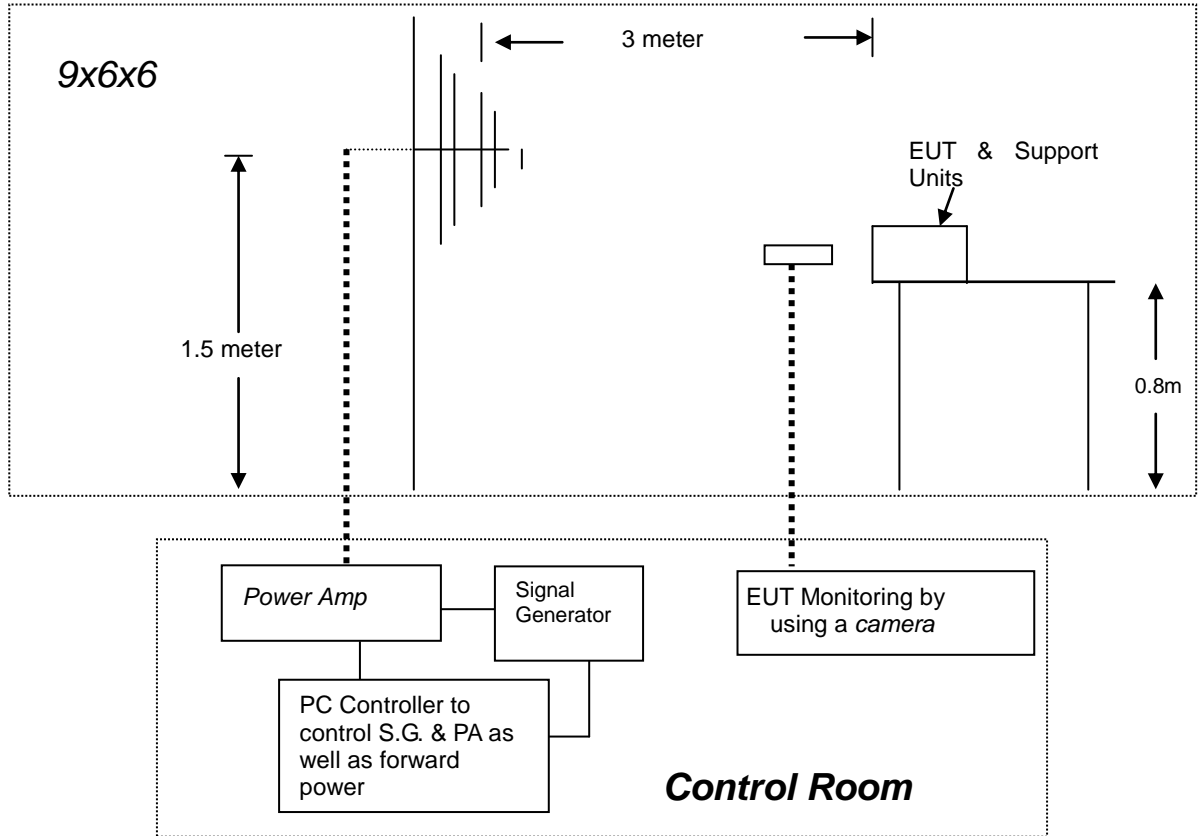 3 meter
9x6x6
EUT & Support
Units
1.5 meter
0.8m
Power Amp
Signal
Generator
EUT Monitoring by
using a camera
PC Controller to
control S.G. & PA as
well as forward
power
Control Room